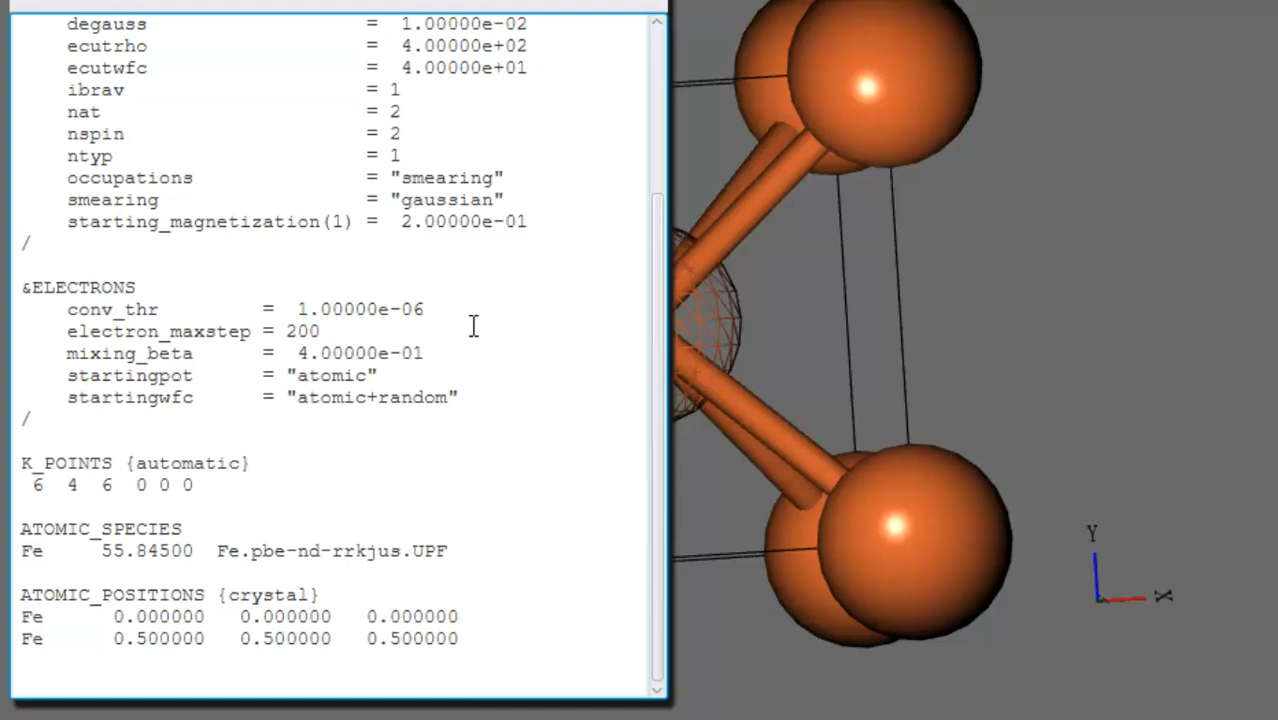 degauss = 1.00000e-02
ecutrho = 4.00000e+02
ecutwfc = 4.00000e+01
ibrav = 1
nat = 2
nspin = 2
ntyp = 1
occupations = "smearing"
smearing = "gaussian"
starting_magnetization(1) = 2.00000e-01
/
&ELECTRONS
conv_thr = 1.00000e-06
electron_maxstep = 200
mixing_beta = 4.00000e-01
startingpot = "atomic"
startingwfc = "atomic+random"
/
K_POINTS {automatic}
6 4 6 0 0 0
ATOMIC_SPECIES
Fe 55.84500 Fe.pbe-nd-rrkjus.UPF
ATOMIC_POSITIONS {crystal}
Fe 0.000000 0.000000 0.000000
Fe 0.500000 0.500000 0.500000
Y
X